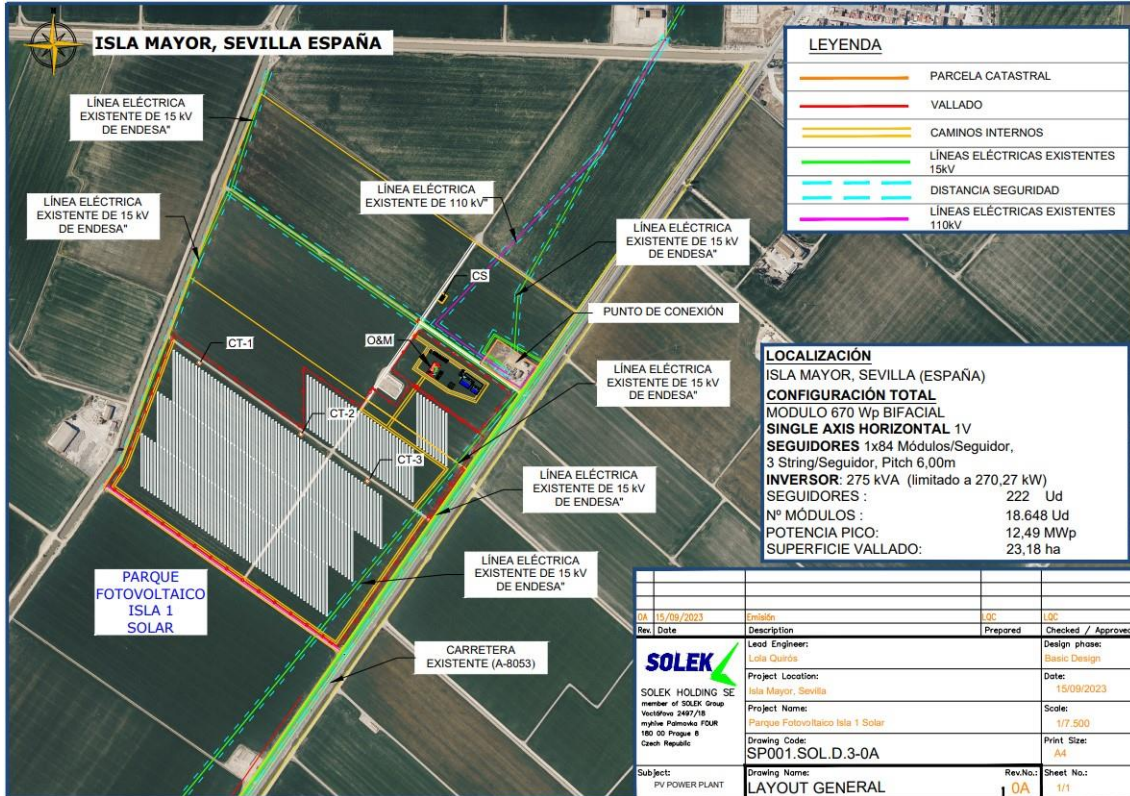 ISLA MAYOR, SEVILLA ESPAÑA
LÍNEA ELÉCTRICA
EXISTENTE DE 15 kV
DE ENDESA"
LÍNEA ELÉCTRICA
EXISTENTE DE 15 kV
DE ENDESA"
LÍNEA ELÉCTRICA
EXISTENTE DE 110 kV"
LÍNEA ELÉCTRICA
EXISTENTE DE 15 kV
DE ENDESA"
CS
PUNTO DE CONEXIÓN
O&M
CT-1
LÍNEA ELÉCTRICA
EXISTENTE DE 15 kV
DE ENDESA"
CT-2
CT-3
LÍNEA ELÉCTRICA
EXISTENTE DE 15 kV
DE ENDESA"
LÍNEA ELÉCTRICA
EXISTENTE DE 15 kV
DE ENDESA"
PARQUE
FOTOVOLTAICO
ISLA 1
SOLAR
CARRETERA
EXISTENTE (A-8053)
LEYENDA
PARCELA CATASTRAL
VALLADO
CAMINOS INTERNOS
LÍNEAS ELÉCTRICAS EXISTENTES
15kV
DISTANCIA SEGURIDAD
LÍNEAS ELÉCTRICAS EXISTENTES
110kV
LOCALIZACIÓN
ISLA MAYOR, SEVILLA (ESPAÑA)
CONFIGURACIÓN TOTAL
MODULO 670 Wp BIFACIAL
SINGLE AXIS HORIZONTAL 1V
SEGUIDORES 1x84 Módulos/Seguidor,
3 String/Seguidor, Pitch 6,00m
INVERSOR: 275 kVA (limitado a 270,27 kW)
SEGUIDORES : 222 Ud
Nº MÓDULOS : 18.648 Ud
POTENCIA PICO: 12,49 MWp
SUPERFICIE VALLADO: 23,18 ha
0A 15/09/2023 Emisión LQC LQC
Rev. Date Description Prepared Checked / Approved
SOLEK
SOLEK HOLDING SE
member of SOLEK Group
Voctářova 2497/18
myhive Palmovka FOUR
180 00 Prague 8
Czech Republic
Lead Engineer:
Lola Quirós
Design phase:
Basic Design
Project Location:
Isla Mayor, Sevilla
Date:
15/09/2023
Project Name:
Parque Fotovoltaico Isla 1 Solar
Scale:
1/7.500
Drawing Code:
SP001.SOL.D.3-0A
Print Size:
A4
Subject:
PV POWER PLANT
Drawing Name:
LAYOUT GENERAL
Rev.No.:
0A
Sheet No.:
1/1